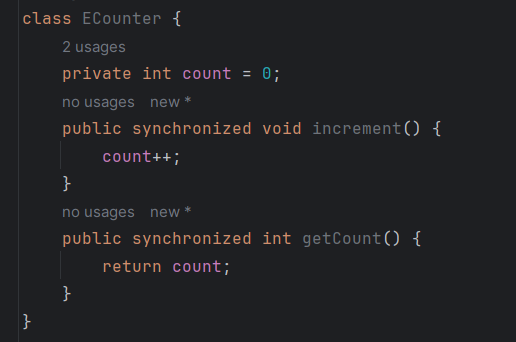 class ECounter {
2 usages
private int count = 0;
no usages new *
public synchronized void increment() {
count++;
}
no usages new *
public synchronized int getCount() {
return count;
}
}